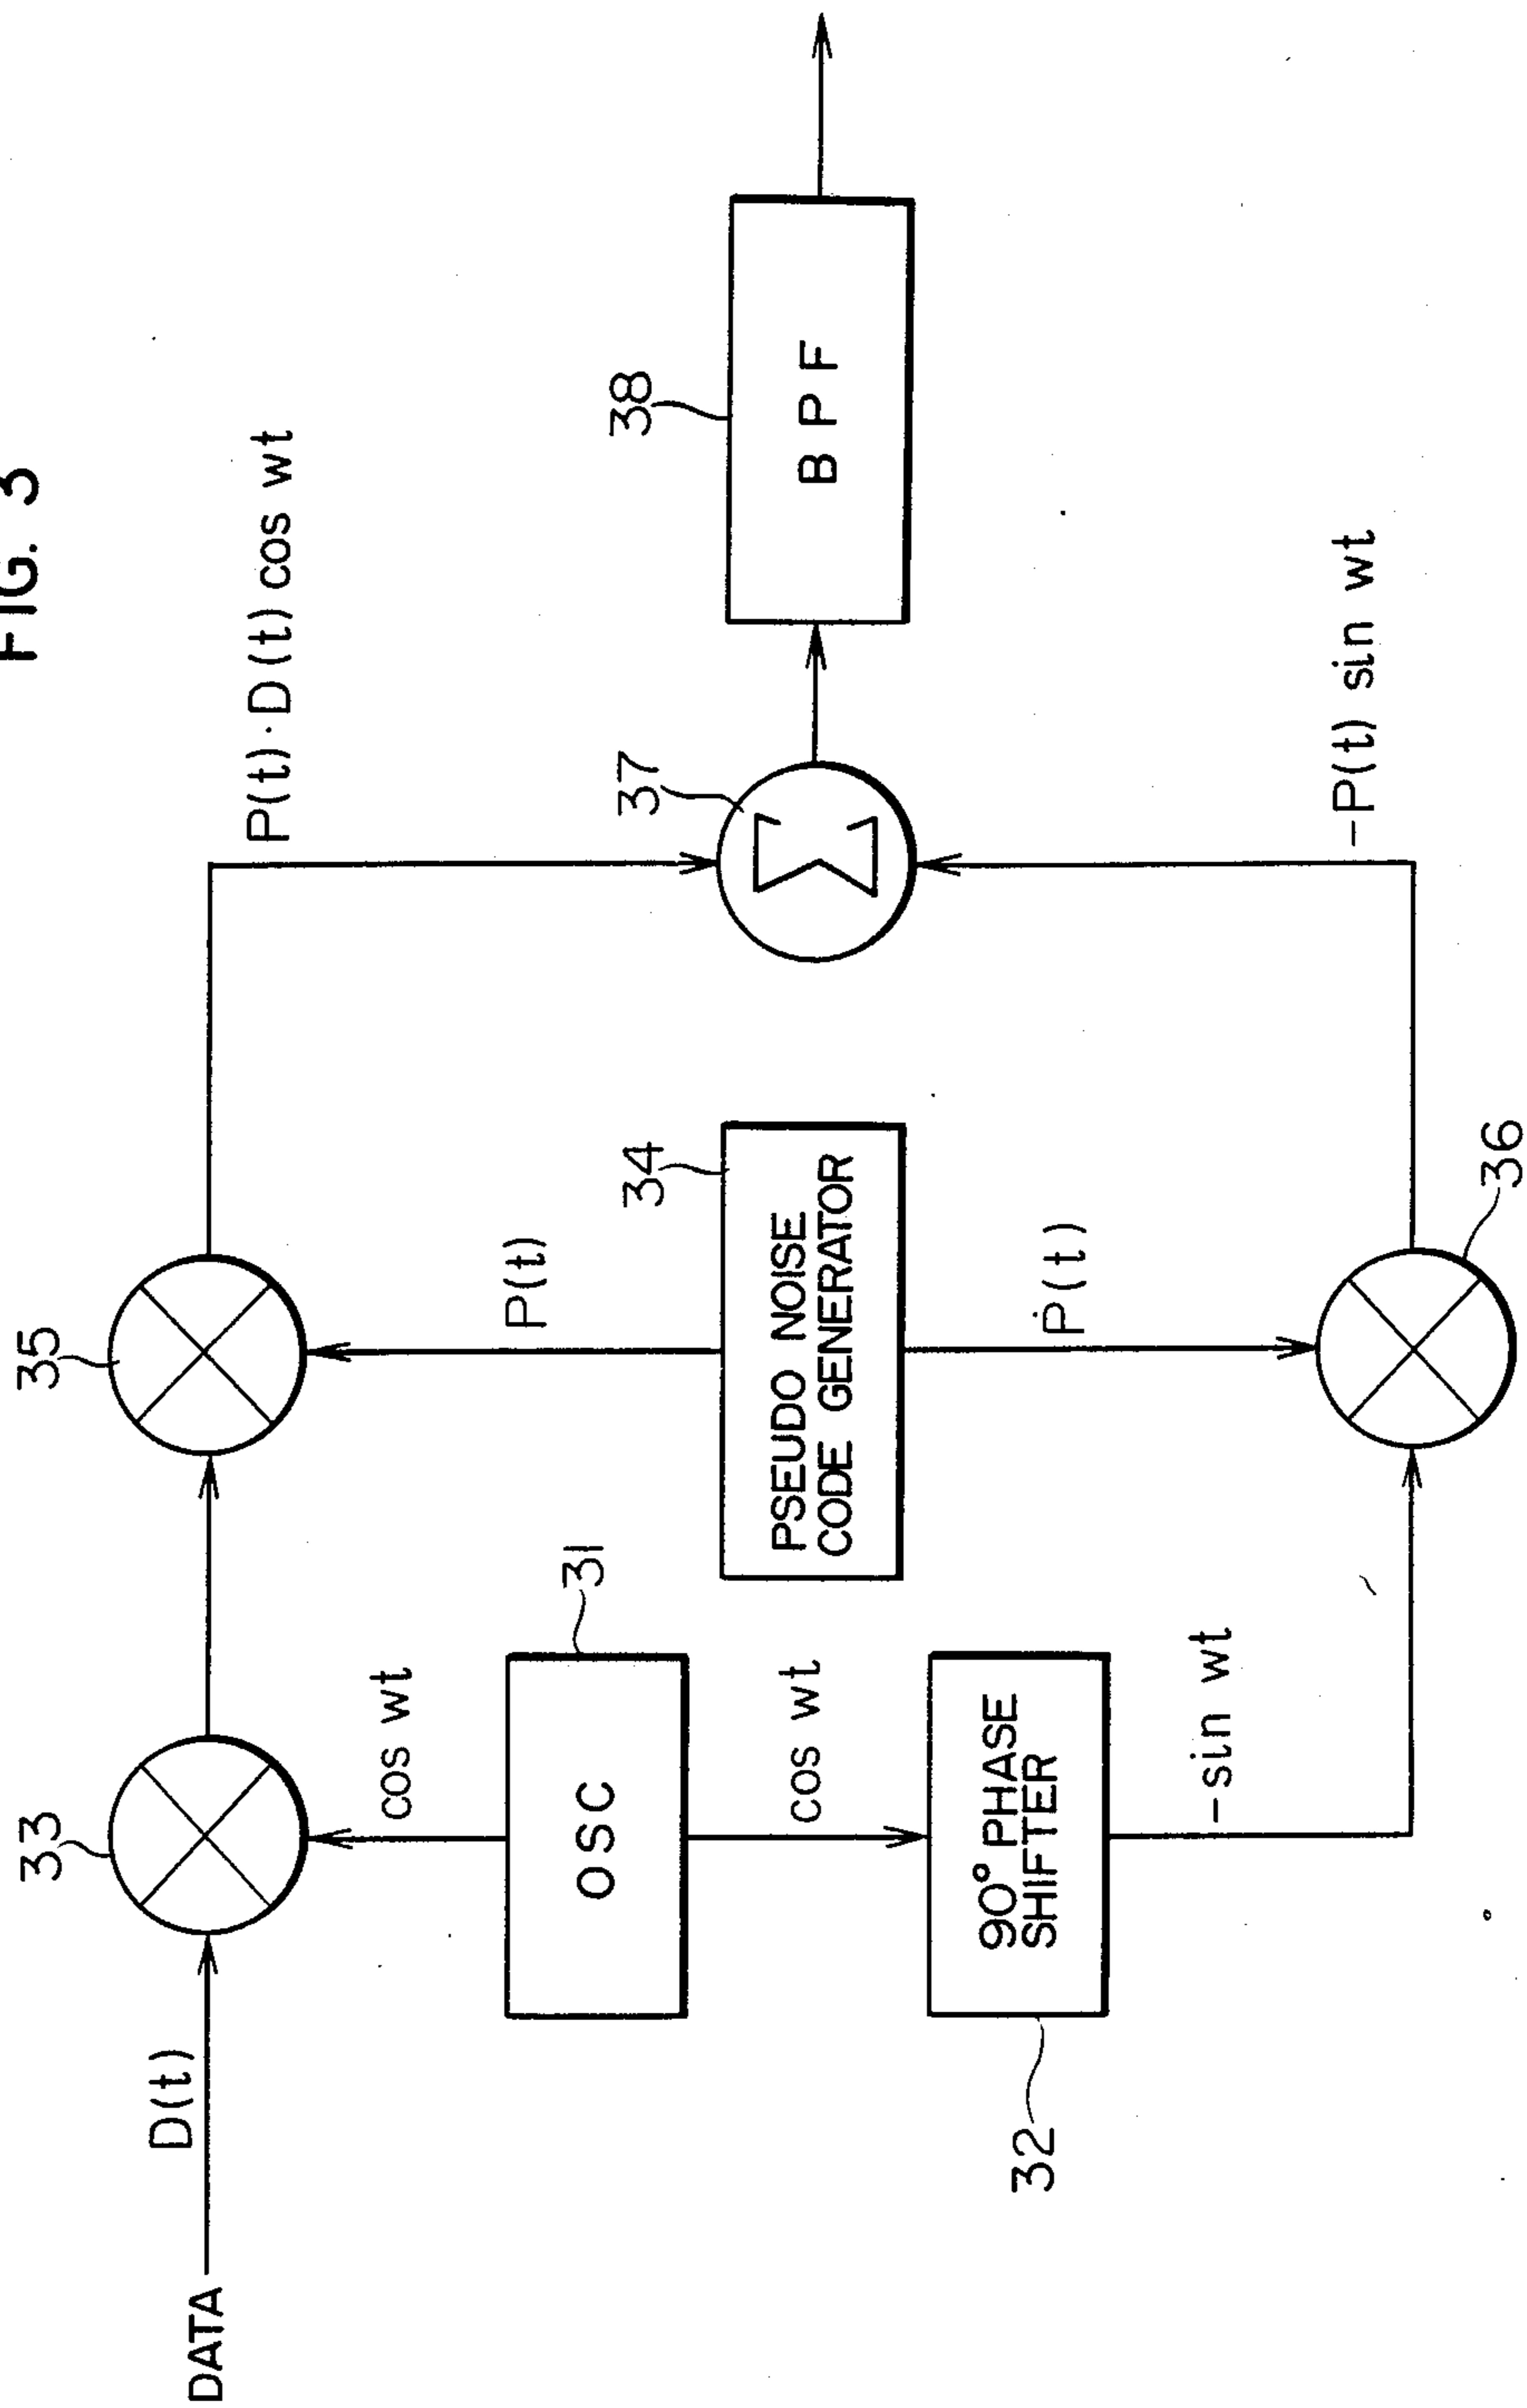 FIG. 3
DATA
D(t)
33
35
P(t)·D(t) cos wt
cos wt
P(t)
OSC
31
PSEUDO NOISE
CODE GENERATOR
34
37
Σ
38
BPF
cos wt
P(t)
90° PHASE
SHIFTER
32
-sin wt
36
-P(t) sin wt